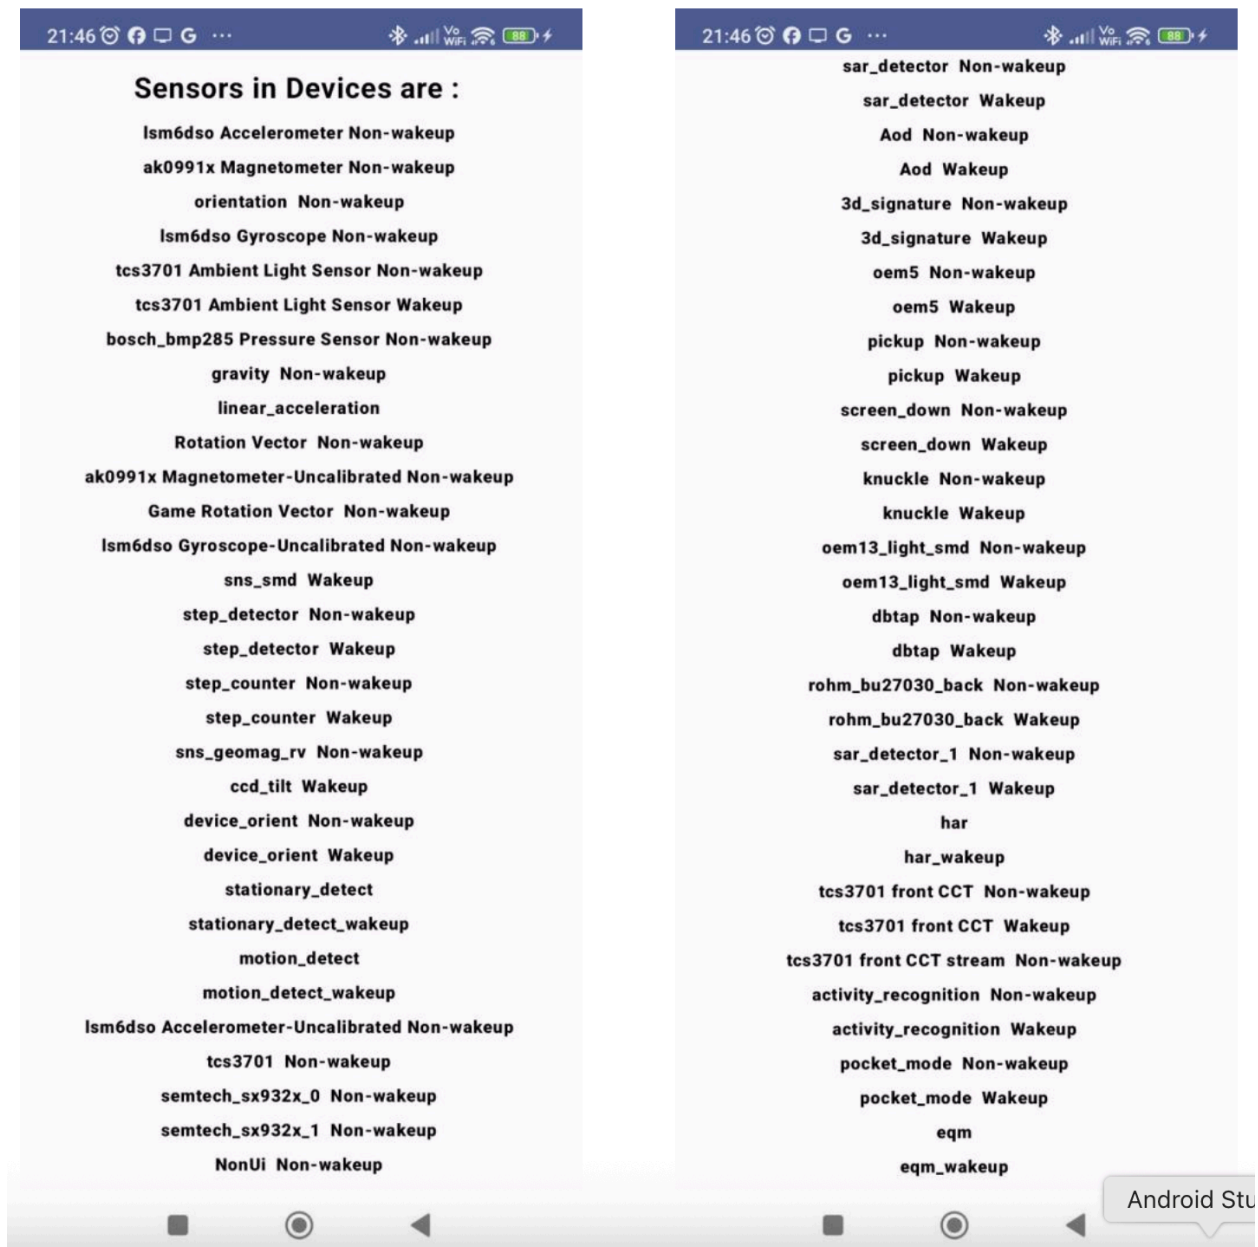 21:46
Vo
WiFi
88
Sensors in Devices are :
lsm6dso Accelerometer Non-wakeup
ak0991x Magnetometer Non-wakeup
orientation Non-wakeup
lsm6dso Gyroscope Non-wakeup
tcs3701 Ambient Light Sensor Non-wakeup
tcs3701 Ambient Light Sensor Wakeup
bosch_bmp285 Pressure Sensor Non-wakeup
gravity Non-wakeup
linear_acceleration
Rotation Vector Non-wakeup
ak0991x Magnetometer-Uncalibrated Non-wakeup
Game Rotation Vector Non-wakeup
lsm6dso Gyroscope-Uncalibrated Non-wakeup
sns_smd Wakeup
step_detector Non-wakeup
step_detector Wakeup
step_counter Non-wakeup
step_counter Wakeup
sns_geomag_rv Non-wakeup
ccd_tilt Wakeup
device_orient Non-wakeup
device_orient Wakeup
stationary_detect
stationary_detect_wakeup
motion_detect
motion_detect_wakeup
lsm6dso Accelerometer-Uncalibrated Non-wakeup
tcs3701 Non-wakeup
semtech_sx932x_0 Non-wakeup
semtech_sx932x_1 Non-wakeup
NonUi Non-wakeup
21:46
Vo
WiFi
88
sar_detector Non-wakeup
sar_detector Wakeup
Aod Non-wakeup
Aod Wakeup
3d_signature Non-wakeup
3d_signature Wakeup
oem5 Non-wakeup
oem5 Wakeup
pickup Non-wakeup
pickup Wakeup
screen_down Non-wakeup
screen_down Wakeup
knuckle Non-wakeup
knuckle Wakeup
oem13_light_smd Non-wakeup
oem13_light_smd Wakeup
dbtap Non-wakeup
dbtap Wakeup
rohm_bu27030_back Non-wakeup
rohm_bu27030_back Wakeup
sar_detector_1 Non-wakeup
sar_detector_1 Wakeup
har
har_wakeup
tcs3701 front CCT Non-wakeup
tcs3701 front CCT Wakeup
tcs3701 front CCT stream Non-wakeup
activity_recognition Non-wakeup
activity_recognition Wakeup
pocket_mode Non-wakeup
pocket_mode Wakeup
eqm
eqm_wakeup
Android Stu